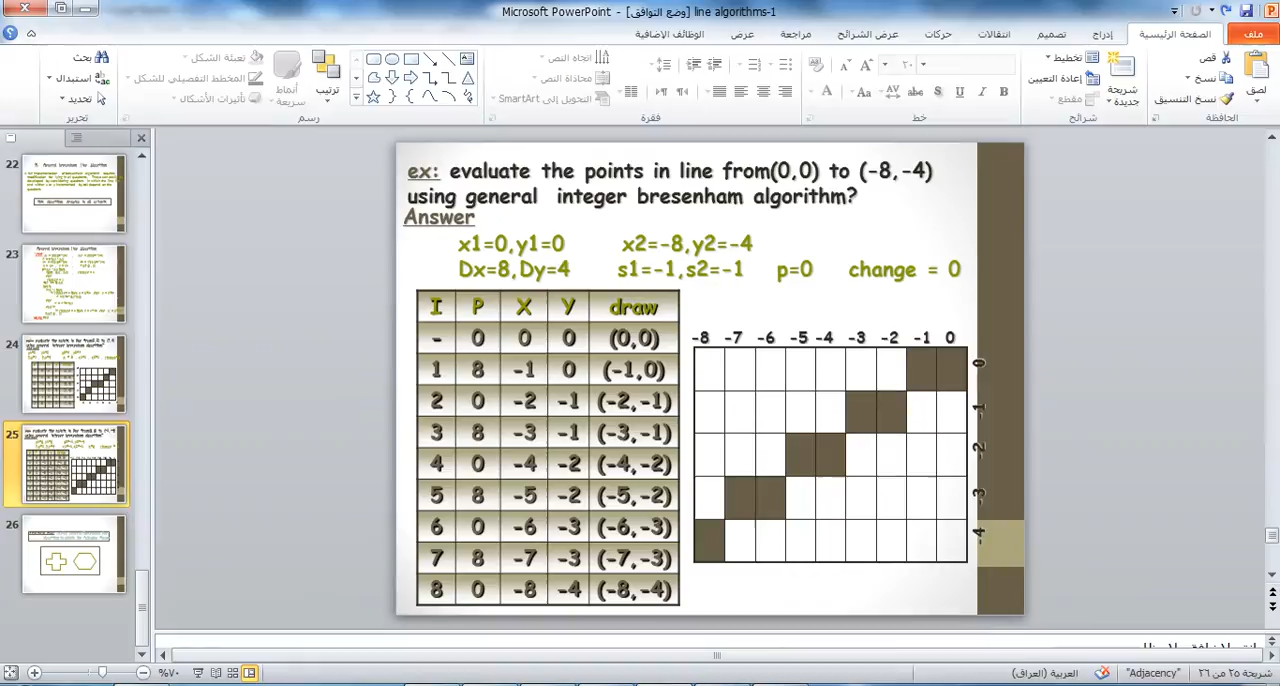 line algorithms-1 [وضع التوافق] - Microsoft PowerPoint
ملف
الصفحة الرئيسية
إدراج
تصميم
انتقالات
حركات
عرض الشرائح
مراجعة
عرض
الوظائف الإضافية
لصق
قص
نسخ
نسخ التنسيق
الحافظة
شريحة جديدة
تخطيط
إعادة التعيين
مقطع
شرائح
٢٠
خط
فقرة
اتجاه النص
محاذاة النص
التحويل إلى SmartArt
ترتيب
أنماط سريعة
تعبئة الشكل
المخطط التفصيلي للشكل
تأثيرات الأشكال
رسم
بحث
استبدال
تحديد
تحرير
22
23
24
25
26
ex: evaluate the points in line from(0,0) to (-8,-4)
using general integer bresenham algorithm?
Answer
x1=0,y1=0 x2=-8,y2=-4
Dx=8,Dy=4 s1=-1,s2=-1 p=0 change = 0
I P X Y draw
- 0 0 0 (0,0)
1 8 -1 0 (-1,0)
2 0 -2 -1 (-2,-1)
3 8 -3 -1 (-3,-1)
4 0 -4 -2 (-4,-2)
5 8 -5 -2 (-5,-2)
6 0 -6 -3 (-6,-3)
7 8 -7 -3 (-7,-3)
8 0 -8 -4 (-8,-4)
-8 -7 -6 -5 -4 -3 -2 -1 0
0
-1
-2
-3
-4
شريحة ٢٥ من ٢٦
"Adjacency"
العربية (العراق)
%٧٠